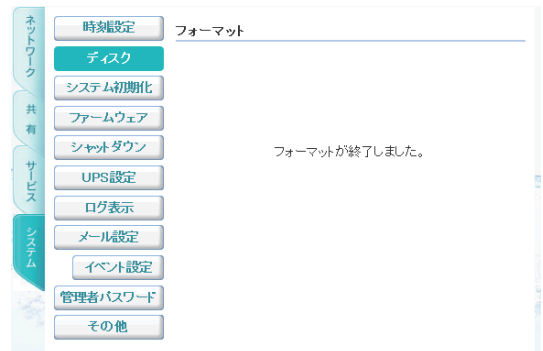 ネットワーク
共有
サービス
システム
時刻設定
ディスク
システム初期化
ファームウェア
シャットダウン
UPS設定
ログ表示
メール設定
イベント設定
管理者パスワード
その他
フォーマット
フォーマットが終了しました。